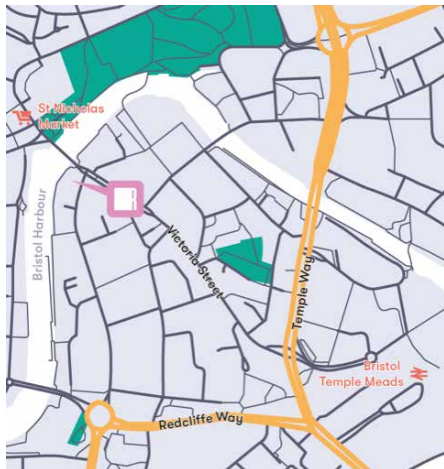 St Nicholas
Market
Bristol Harbour
Victoria Street
Temple Way
Bristol
Temple Meads
Redcliffe Way